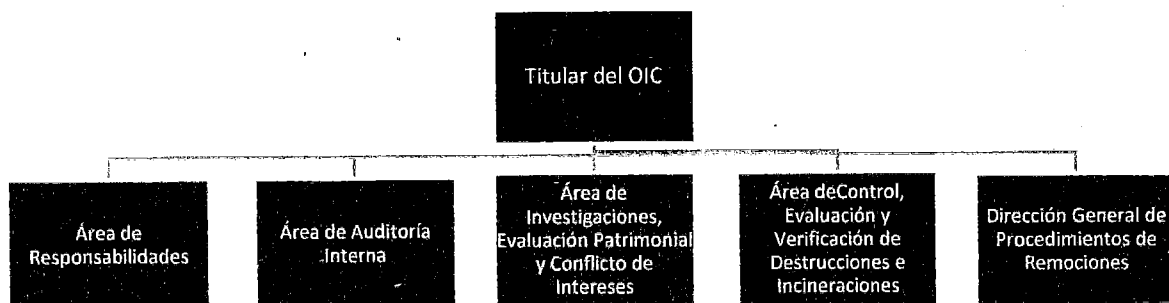 Titular del OIC
Área de
Responsabilidades
Área de Auditoría
Interna
Área de
Investigaciones,
Evaluación Patrimonial
y Conflicto de
Intereses
Área deControl,
Evaluación y
Verificación de
Destrucciones e
Incineraciones
Dirección General de
Procedimientos de
Remociones